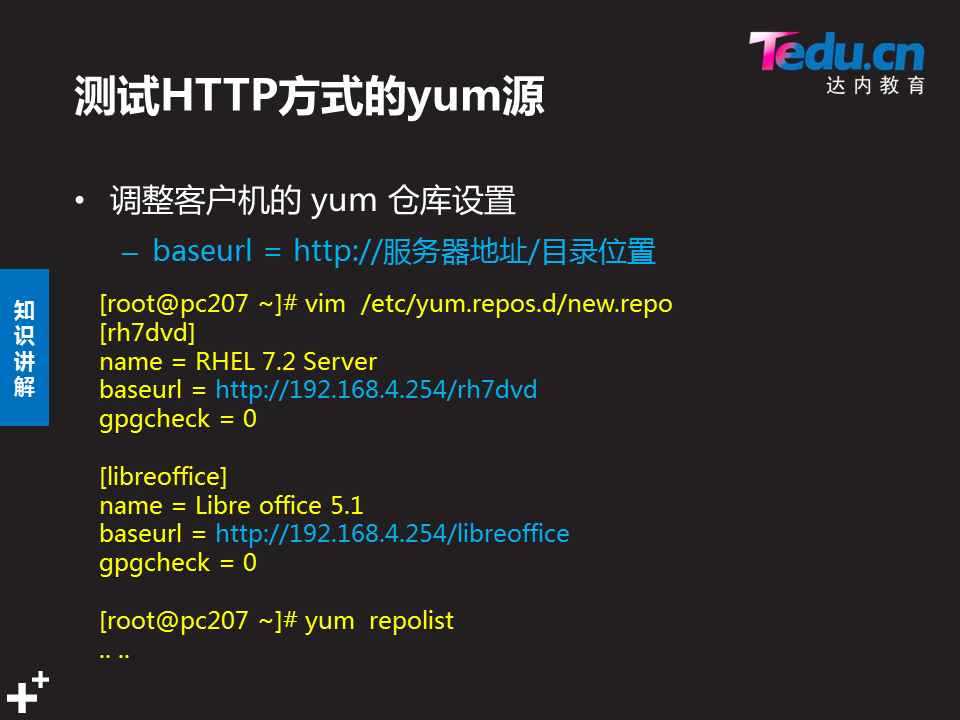 Tedu.cn
达内教育
测试HTTP方式的yum源
• 调整客户机的 yum 仓库设置
– baseurl = http://服务器地址/目录位置
知识讲解
[root@pc207 ~]# vim  /etc/yum.repos.d/new.repo
[rh7dvd]
name = RHEL 7.2 Server
baseurl = http://192.168.4.254/rh7dvd
gpgcheck = 0
[libreoffice]
name = Libre office 5.1
baseurl = http://192.168.4.254/libreoffice
gpgcheck = 0
[root@pc207 ~]# yum  repolist
.. ..